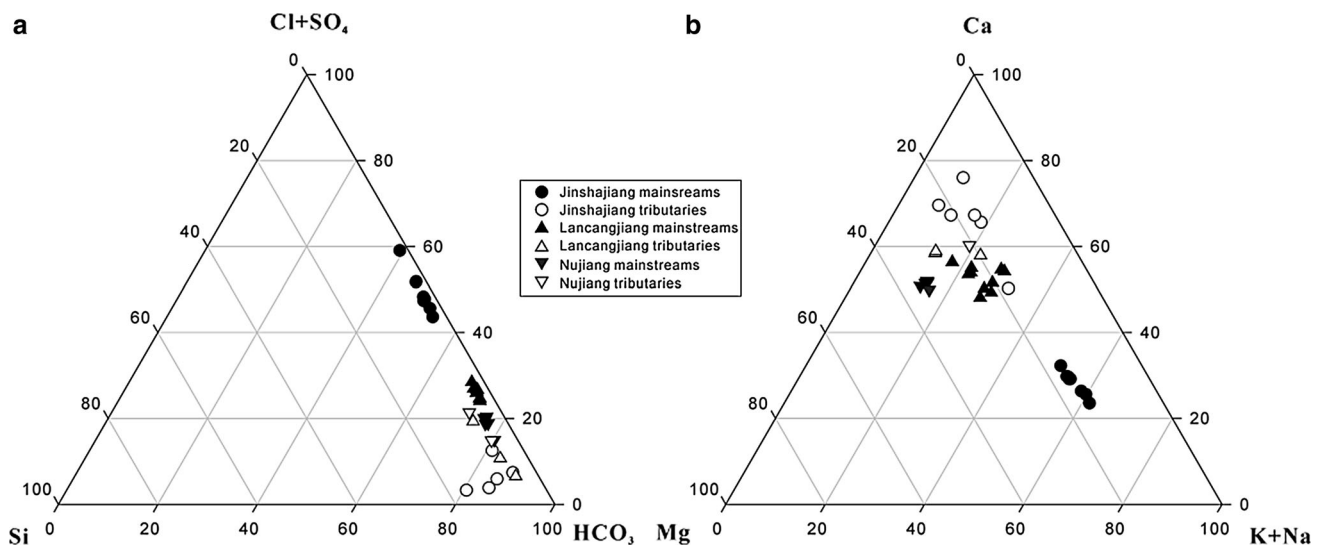 a
Cl+SO₄
0
100
20
80
40
60
60
40
80
20
100
0
Si
0
20
40
60
80
100
HCO₃
Jinshajiang mainsreams
Jinshajiang tributaries
Lancangjiang mainstreams
Lancangjiang tributaries
Nujiang mainstreams
Nujiang tributaries
b
Ca
0
100
20
80
40
60
60
40
80
20
100
0
Mg
0
20
40
60
80
100
K+Na